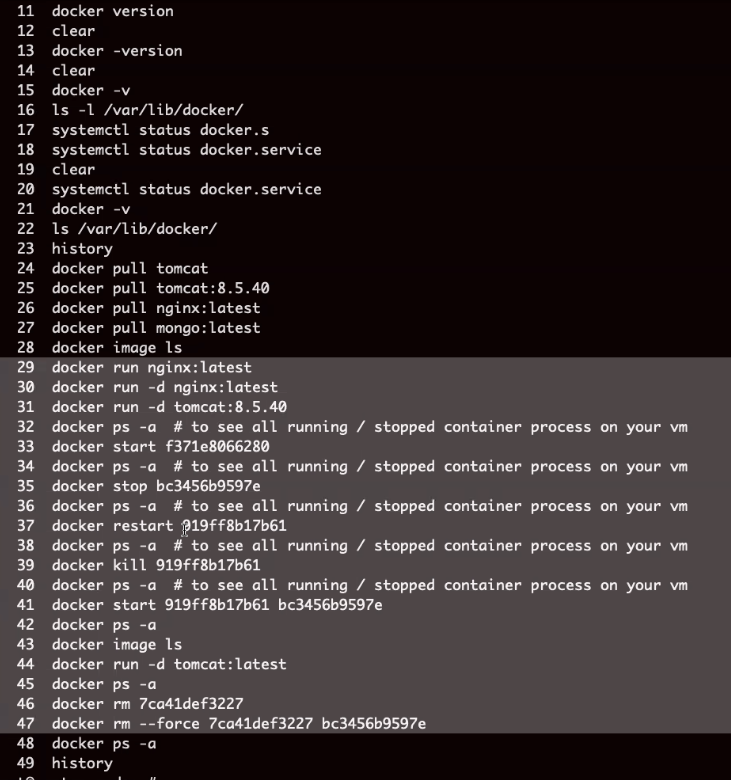 11 docker version
12 clear
13 docker -version
14 clear
15 docker -v
16 ls -l /var/lib/docker/
17 systemctl status docker.s
18 systemctl status docker.service
19 clear
20 systemctl status docker.service
21 docker -v
22 ls /var/lib/docker/
23 history
24 docker pull tomcat
25 docker pull tomcat:8.5.40
26 docker pull nginx:latest
27 docker pull mongo:latest
28 docker image ls
29 docker run nginx:latest
30 docker run -d nginx:latest
31 docker run -d tomcat:8.5.40
32 docker ps -a  # to see all running / stopped container process on your vm
33 docker start f371e8066280
34 docker ps -a  # to see all running / stopped container process on your vm
35 docker stop bc3456b9597e
36 docker ps -a  # to see all running / stopped container process on your vm
37 docker restart 919ff8b17b61
38 docker ps -a  # to see all running / stopped container process on your vm
39 docker kill 919ff8b17b61
40 docker ps -a  # to see all running / stopped container process on your vm
41 docker start 919ff8b17b61 bc3456b9597e
42 docker ps -a
43 docker image ls
44 docker run -d tomcat:latest
45 docker ps -a
46 docker rm 7ca41def3227
47 docker rm --force 7ca41def3227 bc3456b9597e
48 docker ps -a
49 history